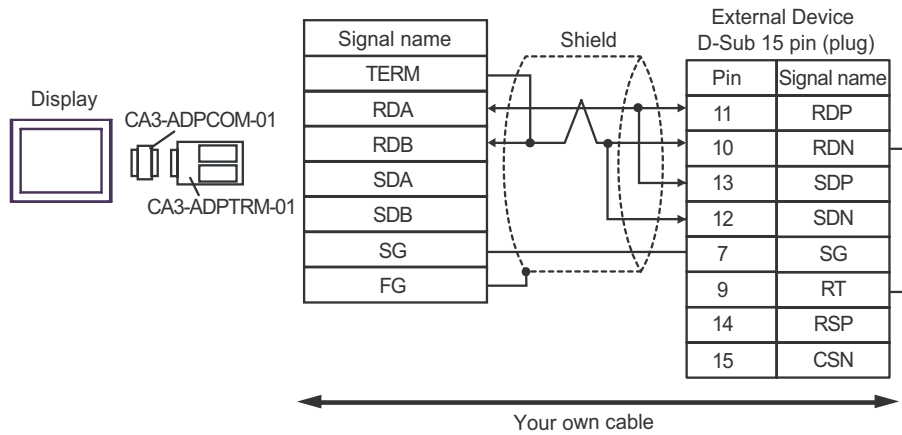 Display
CA3-ADPCOM-01
CA3-ADPTRM-01
Signal name
TERM
RDA
RDB
SDA
SDB
SG
FG
Shield
External Device
D-Sub 15 pin (plug)
Pin Signal name
11 RDP
10 RDN
13 SDP
12 SDN
7 SG
9 RT
14 RSP
15 CSN
Your own cable